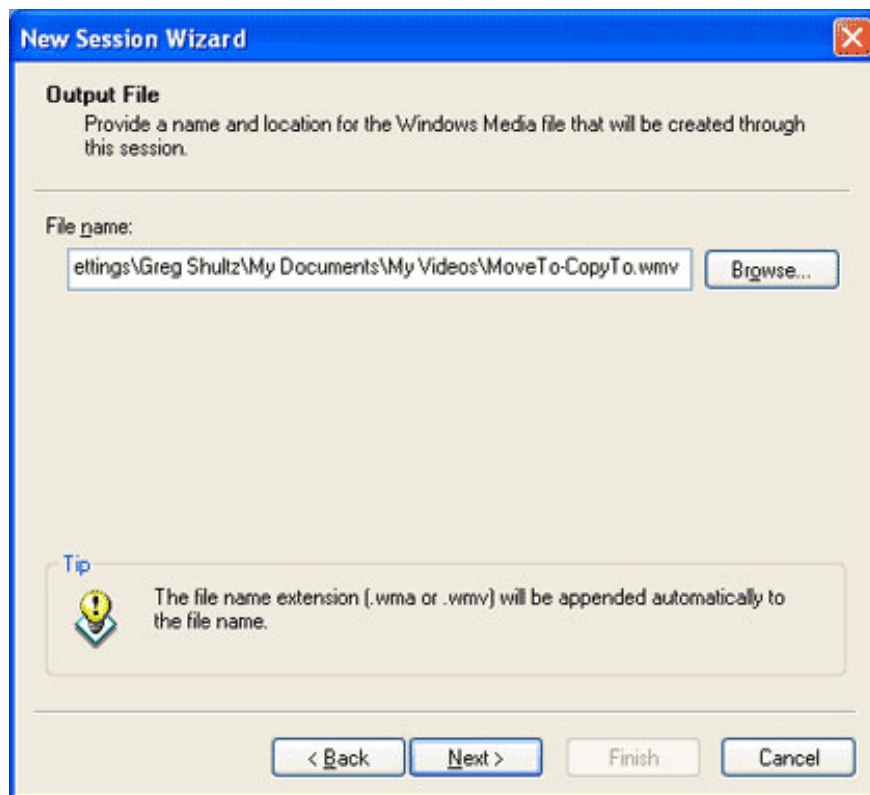 New Session Wizard
Output File
Provide a name and location for the Windows Media file that will be created through
this session.
File name:
ettings\Greg Shultz\My Documents\My Videos\MoveTo-CopyTo.wmv
Browse...
Tip
The file name extension (.wma or .wmv) will be appended automatically to
the file name.
< Back
Next >
Finish
Cancel